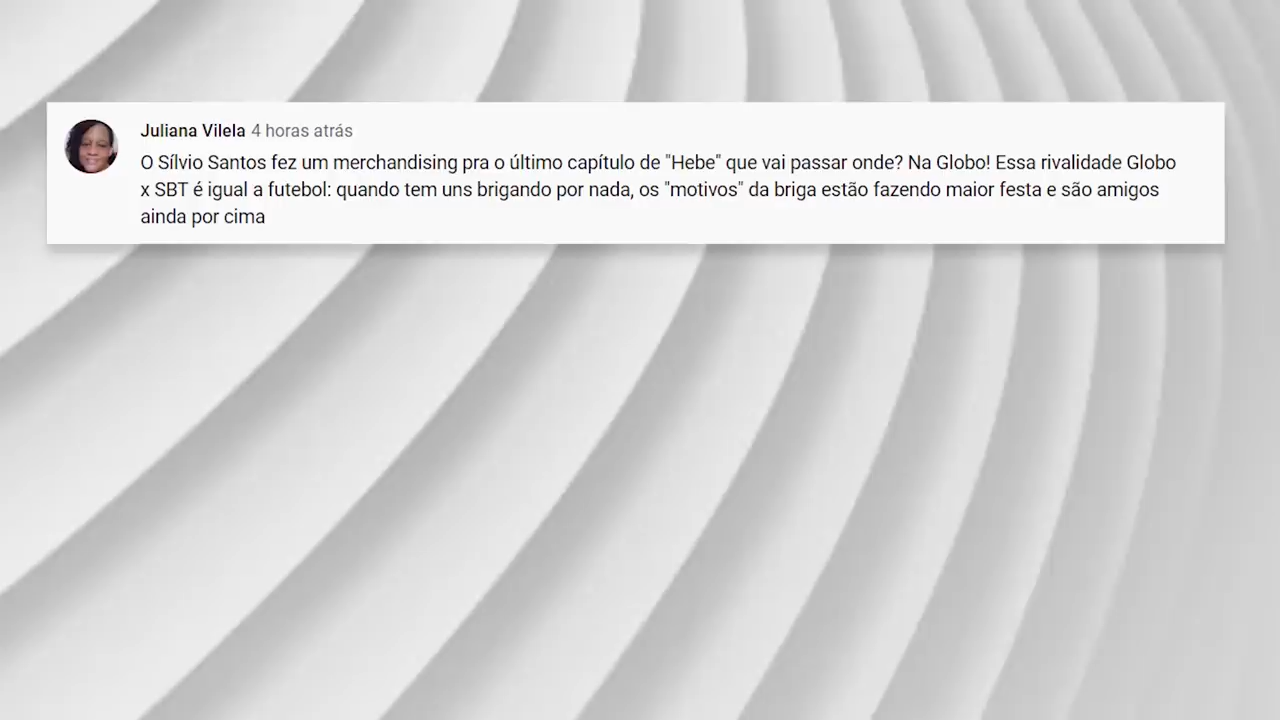 Juliana Vilela 4 horas atrás
O Sílvio Santos fez um merchandising pra o último capítulo de "Hebe" que vai passar onde? Na Globo! Essa rivalidade Globo
x SBT é igual a futebol: quando tem uns brigando por nada, os "motivos" da briga estão fazendo maior festa e são amigos
ainda por cima